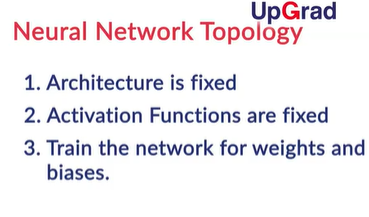 UpGrad
Neural Network Topology
1. Architecture is fixed
2. Activation Functions are fixed
3. Train the network for weights and
biases.